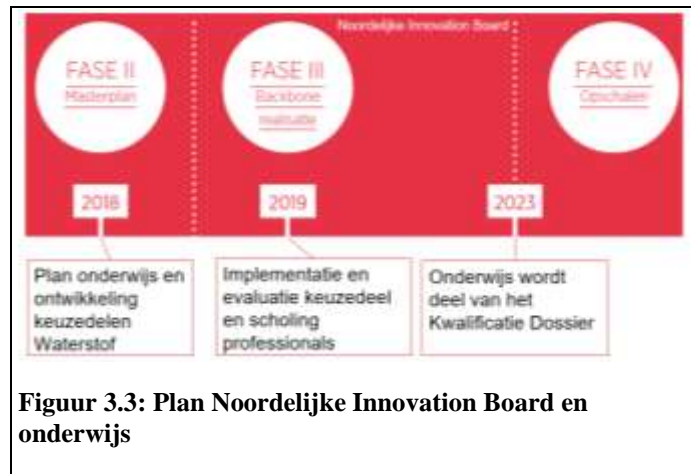 Noordelijke Innovation Board
FASE II
Masterplan
FASE III
Backbone
realisatie
FASE IV
Opschalen
2018
2019
2023
Plan onderwijs en
ontwikkeling
keuzedelen
Waterstof
Implementatie en
evaluatie keuzedeel
en scholing
professionals
Onderwijs wordt
deel van het
Kwalificatie Dossier
Figuur 3.3: Plan Noordelijke Innovation Board en
onderwijs